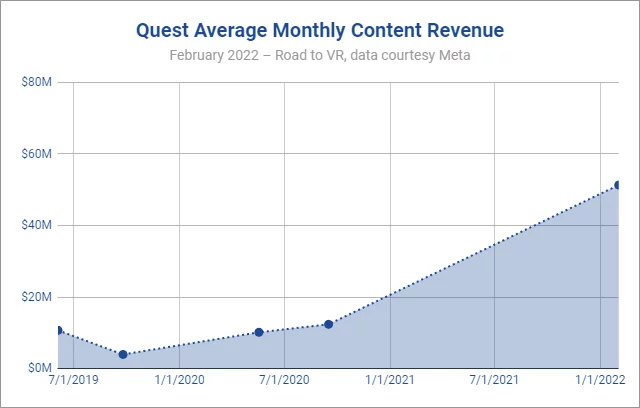 Quest Average Monthly Content Revenue
February 2022 – Road to VR, data courtesy Meta
$80M
$60M
$40M
$20M
$0M
7/1/2019 1/1/2020 7/1/2020 1/1/2021 7/1/2021 1/1/2022